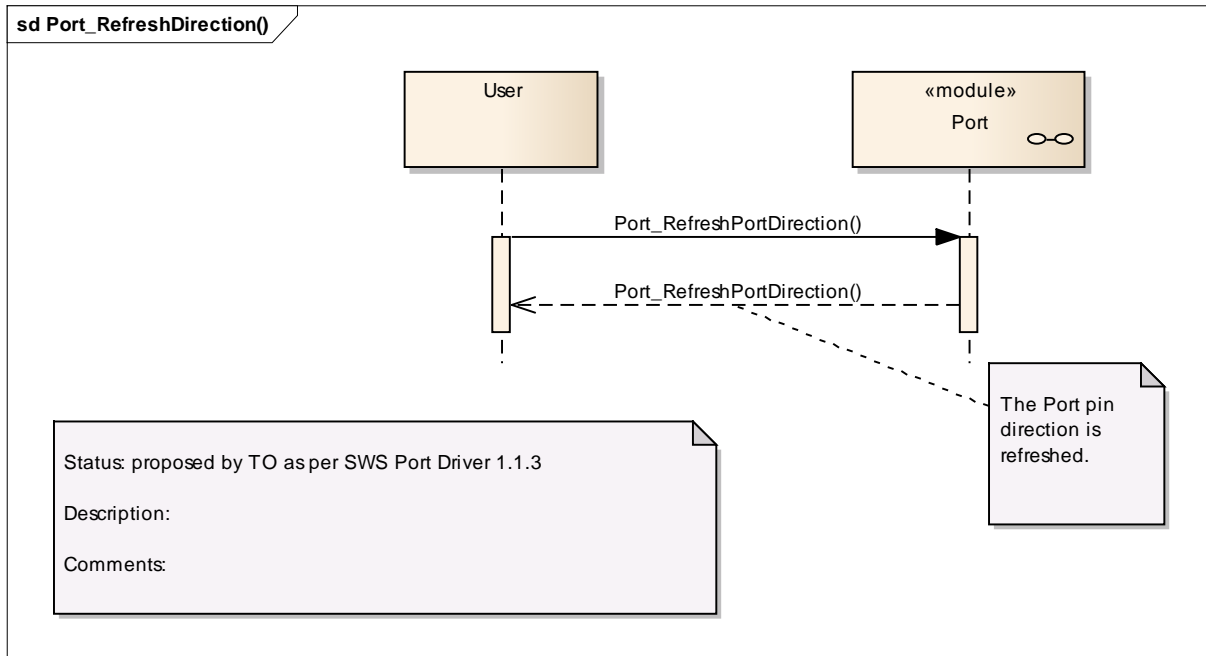 sd Port_RefreshDirection()
User
«module»
Port
Port_RefreshPortDirection()
Port_RefreshPortDirection()
The Port pin
direction is
refreshed.
Status: proposed by TO as per SWS Port Driver 1.1.3
Description:
Comments: